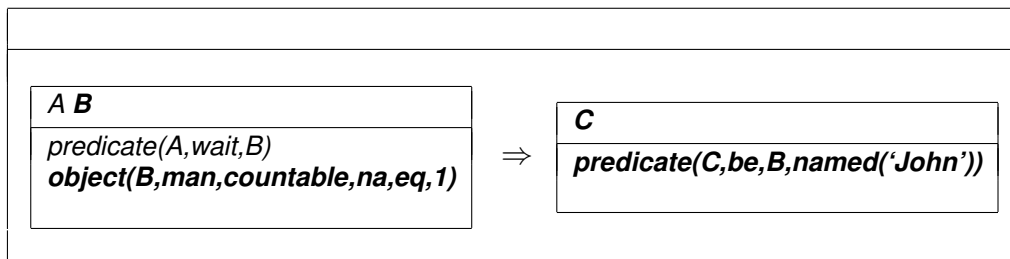 A B
predicate(A,wait,B)
object(B,man,countable,na,eq,1)
⇒
C
predicate(C,be,B,named(‘John’))